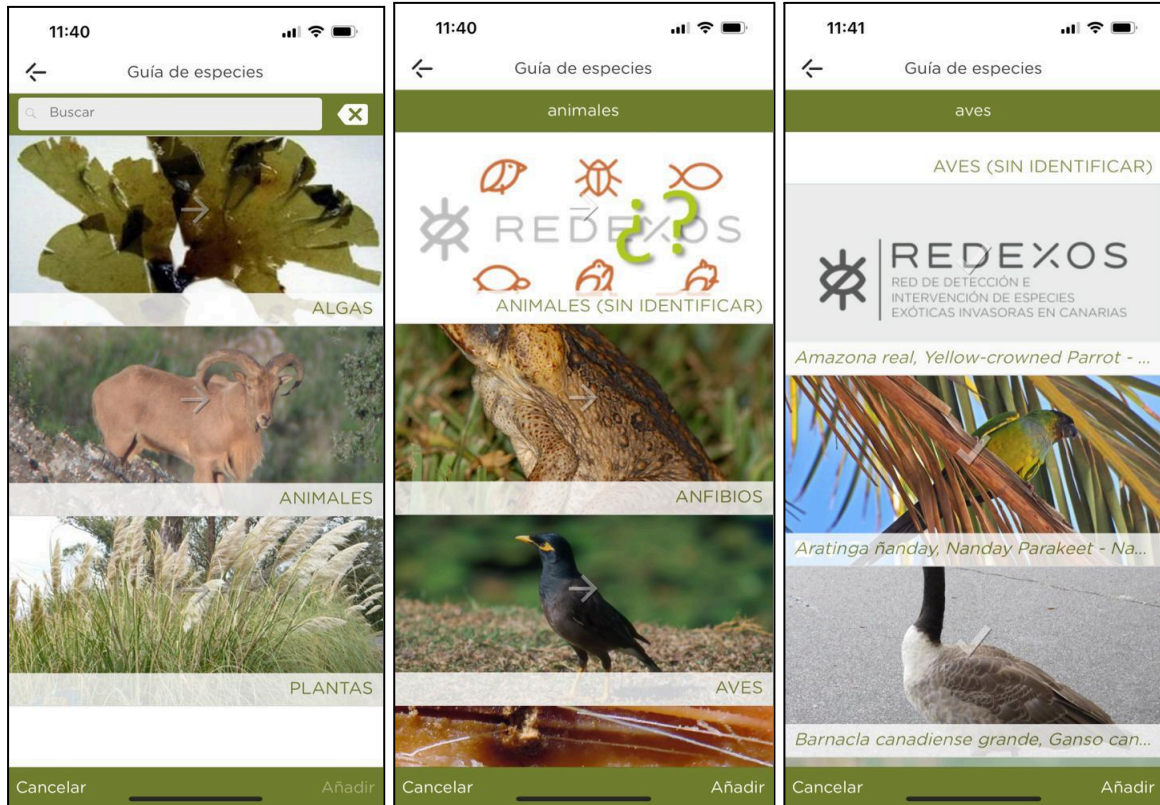 11:40
Guía de especies
Buscar
ALGAS
ANIMALES
PLANTAS
Cancelar
Añadir
11:40
Guía de especies
animales
REDEXOS
¿?
ANIMALES (SIN IDENTIFICAR)
ANFIBIOS
AVES
Cancelar
Añadir
11:41
Guía de especies
aves
AVES (SIN IDENTIFICAR)
REDEXOS
RED DE DETECCIÓN E
INTERVENCIÓN DE ESPECIES
EXÓTICAS INVASORAS EN CANARIAS
Amazona real, Yellow-crowned Parrot - ...
Aratinga ñanday, Nanday Parakeet - Na...
Barnacla canadiense grande, Ganso can...
Cancelar
Añadir